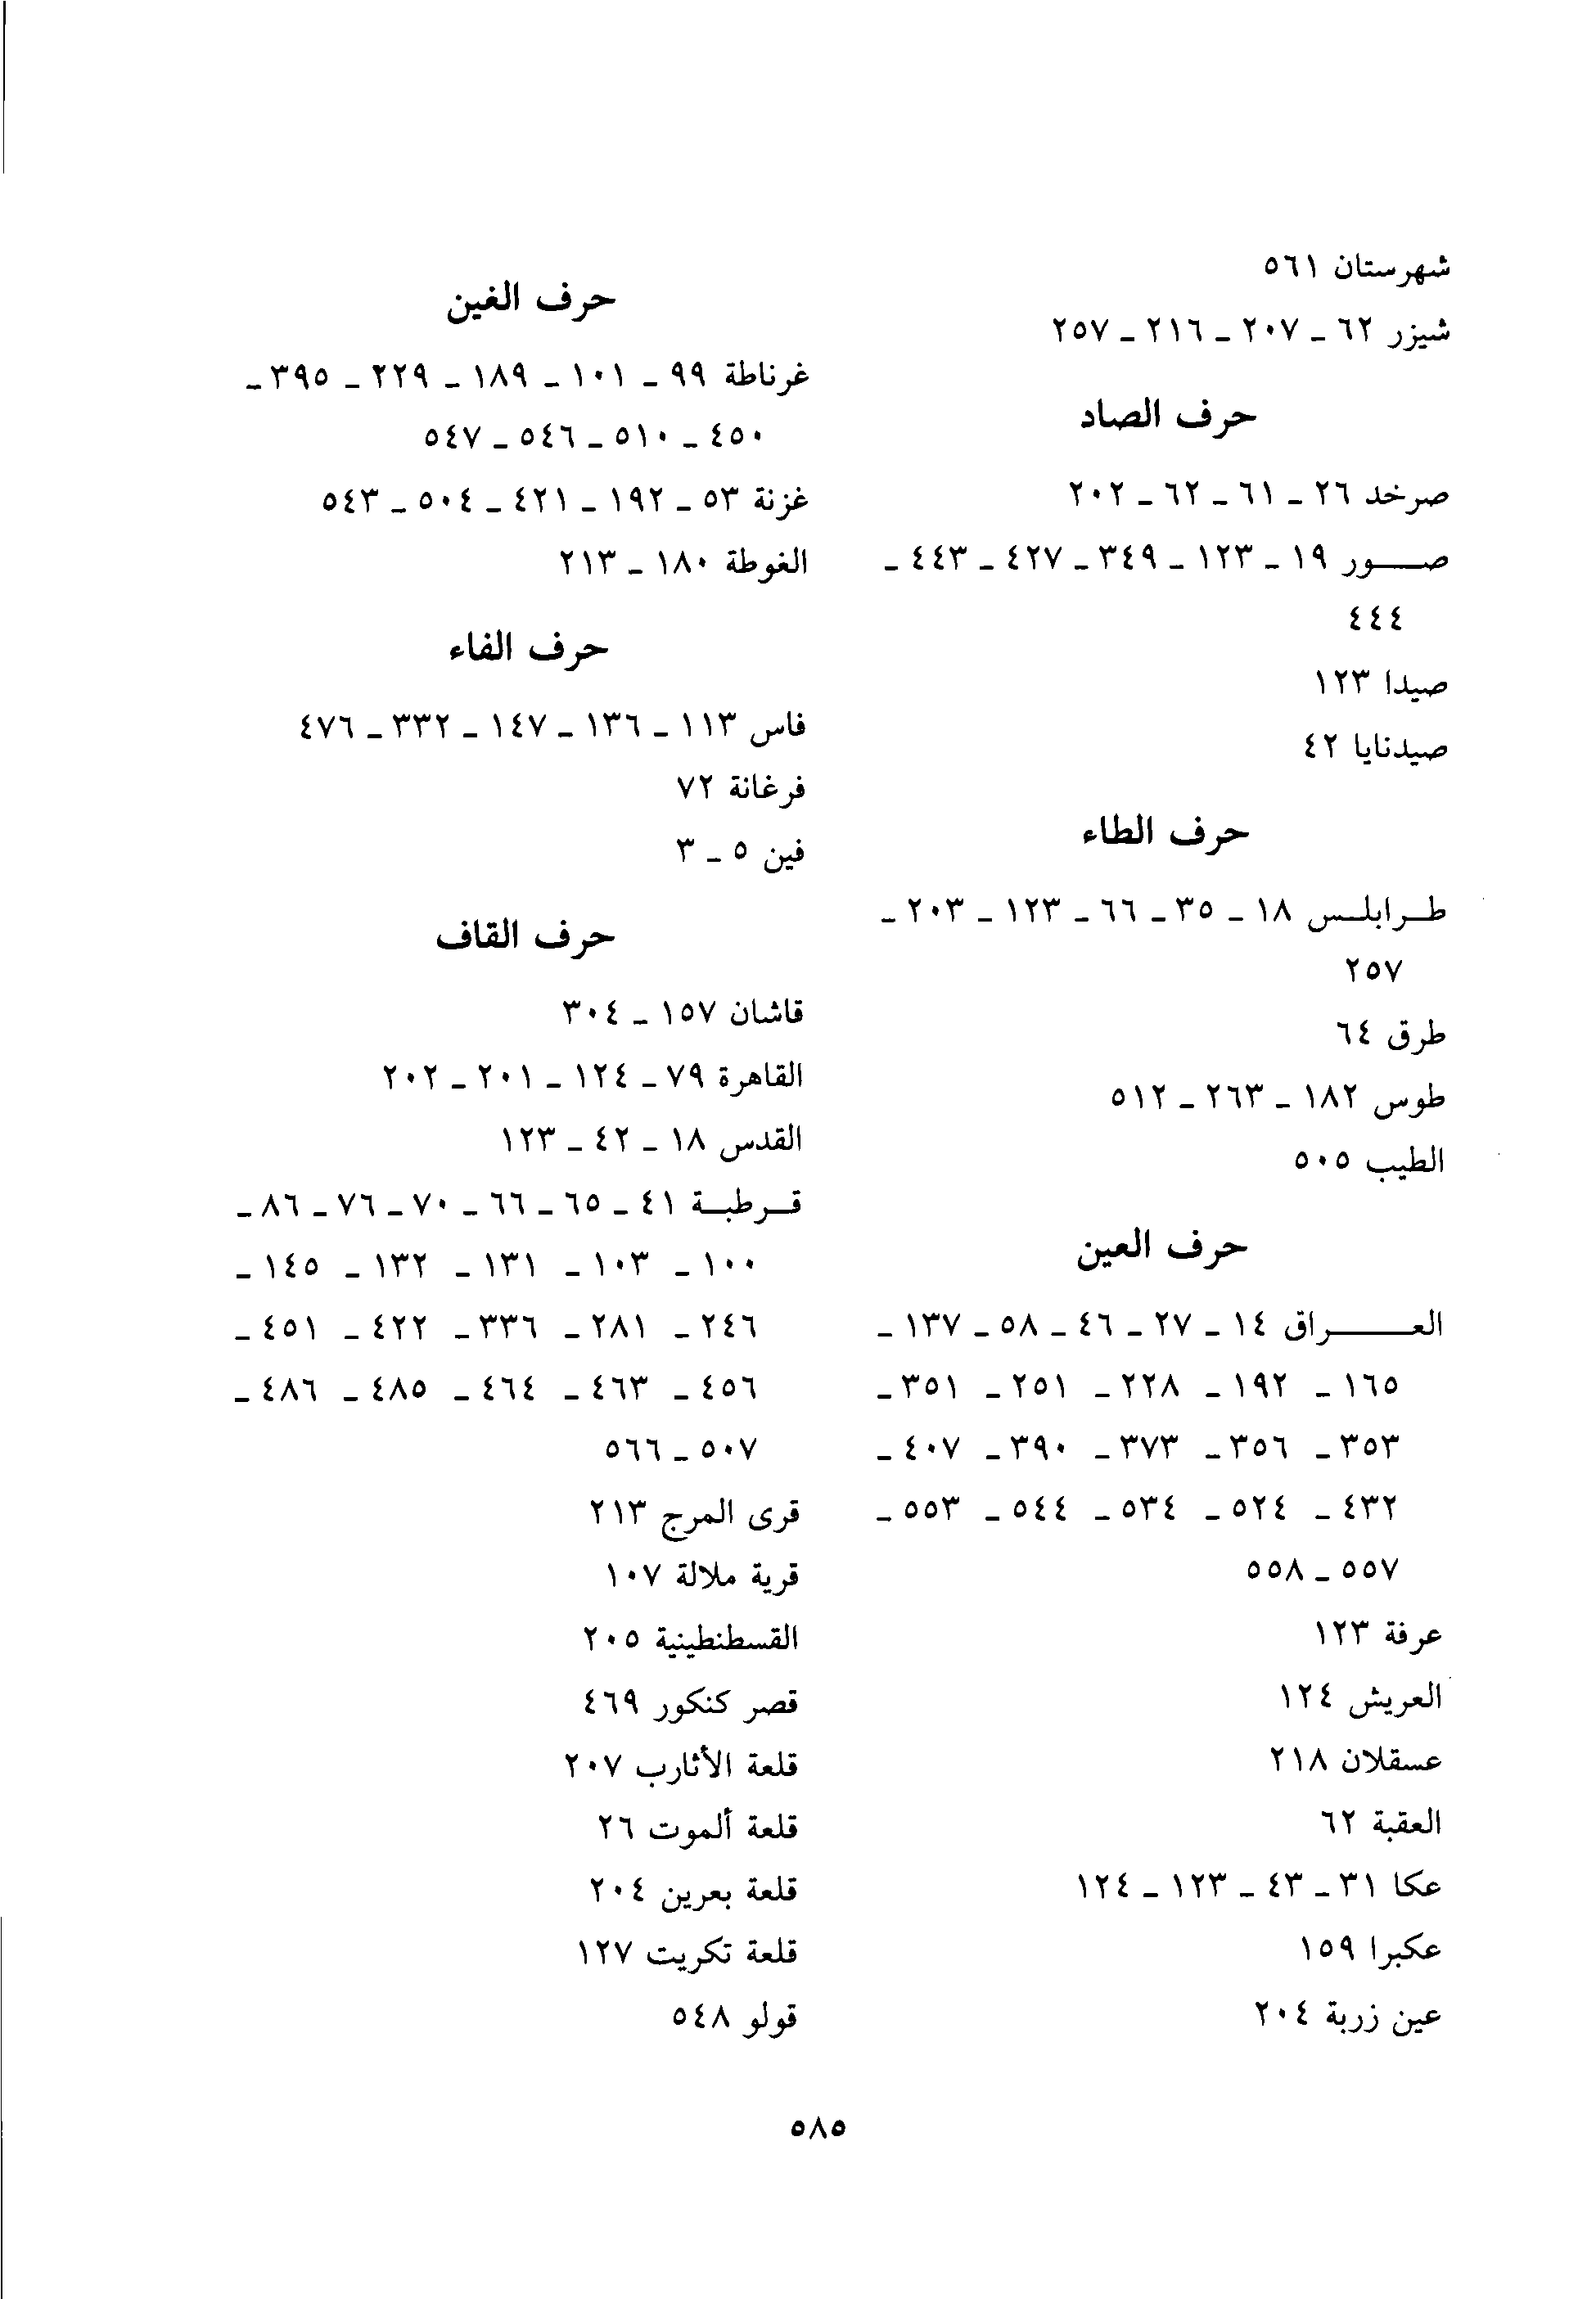 شهرستان ٥٦١
شيزر ٦٢ ـ ٢٠٧ ـ ٢١٦ ـ ٢٥٧
حرف الصاد
صرخد ٢٦ ـ ٦١ ـ ٦٢ ـ ٢٠٢
صور ١٩ ـ ١٢٣ ـ ٣٤٩ ـ ٤٢٧ ـ ٤٤٣ ـ
٤٤٤
صيدا ١٢٣
صيدنايا ٤٢
حرف الطاء
طرابلس ١٨ ـ ٣٥ ـ ٦٦ ـ ١٢٣ ـ ٢٠٣ ـ
٢٥٧
طرق ٦٤
طوس ١٨٢ ـ ٢٦٣ ـ ٥١٢
الطيب ٥٠٥
حرف العين
العراق ١٤ ـ ٢٧ ـ ٤٦ ـ ٥٨ ـ ١٣٧ ـ
١٦٥ ـ ١٩٢ ـ ٢٢٨ ـ ٢٥١ ـ ٣٥١ ـ
٣٥٣ ـ ٣٥٦ ـ ٣٧٣ ـ ٣٩٠ ـ ٤٠٧ ـ
٤٣٢ ـ ٥٢٤ ـ ٥٣٤ ـ ٥٤٤ ـ ٥٥٣ ـ
٥٥٧ ـ ٥٥٨
عرفة ١٢٣
العريش ١٢٤
عسقلان ٢١٨
العقبة ٦٢
عكا ٣١ ـ ٤٣ ـ ١٢٣ ـ ١٢٤
عكبرا ١٥٩
عين زربة ٢٠٤
حرف الغين
غرناطة ٩٩ ـ ١٠١ ـ ١٨٩ ـ ٢٢٩ ـ ٣٩٥ ـ
٤٥٠ ـ ٥١٠ ـ ٥٤٦ ـ ٥٤٧
غزنة ٥٣ ـ ١٩٢ ـ ٤٢١ ـ ٥٠٤ ـ ٥٤٣
الغوطة ١٨٠ ـ ٢١٣
حرف الفاء
فاس ١١٣ ـ ١٣٦ ـ ١٤٧ ـ ٣٣٢ ـ ٤٧٦
فرغانة ٧٢
فين ٥ ـ ٣
حرف القاف
قاشان ١٥٧ ـ ٣٠٤
القاهرة ٧٩ ـ ١٢٤ ـ ٢٠١ ـ ٢٠٢
القدس ١٨ ـ ٤٢ ـ ١٢٣
قرطبة ٤١ ـ ٦٥ ـ ٦٦ ـ ٧٠ ـ ٧٦ ـ ٨٦ ـ
١٠٠ ـ ١٠٣ ـ ١٣١ ـ ١٣٢ ـ ١٤٥ ـ
٢٤٦ ـ ٢٨١ ـ ٣٣٦ ـ ٤٢٢ ـ ٤٥١ ـ
٤٥٦ ـ ٤٦٣ ـ ٤٦٤ ـ ٤٨٥ ـ ٤٨٦ ـ
٥٠٧ ـ ٥٦٦
قرى المرج ٢١٣
قرية ملالة ١٠٧
القسطنطينية ٢٠٥
قصر كنكور ٤٦٩
قلعة الأثارب ٢٠٧
قلعة ألموت ٢٦
قلعة بعرين ٢٠٤
قلعة تكريت ١٢٧
قولو ٥٤٨
٥٨٥